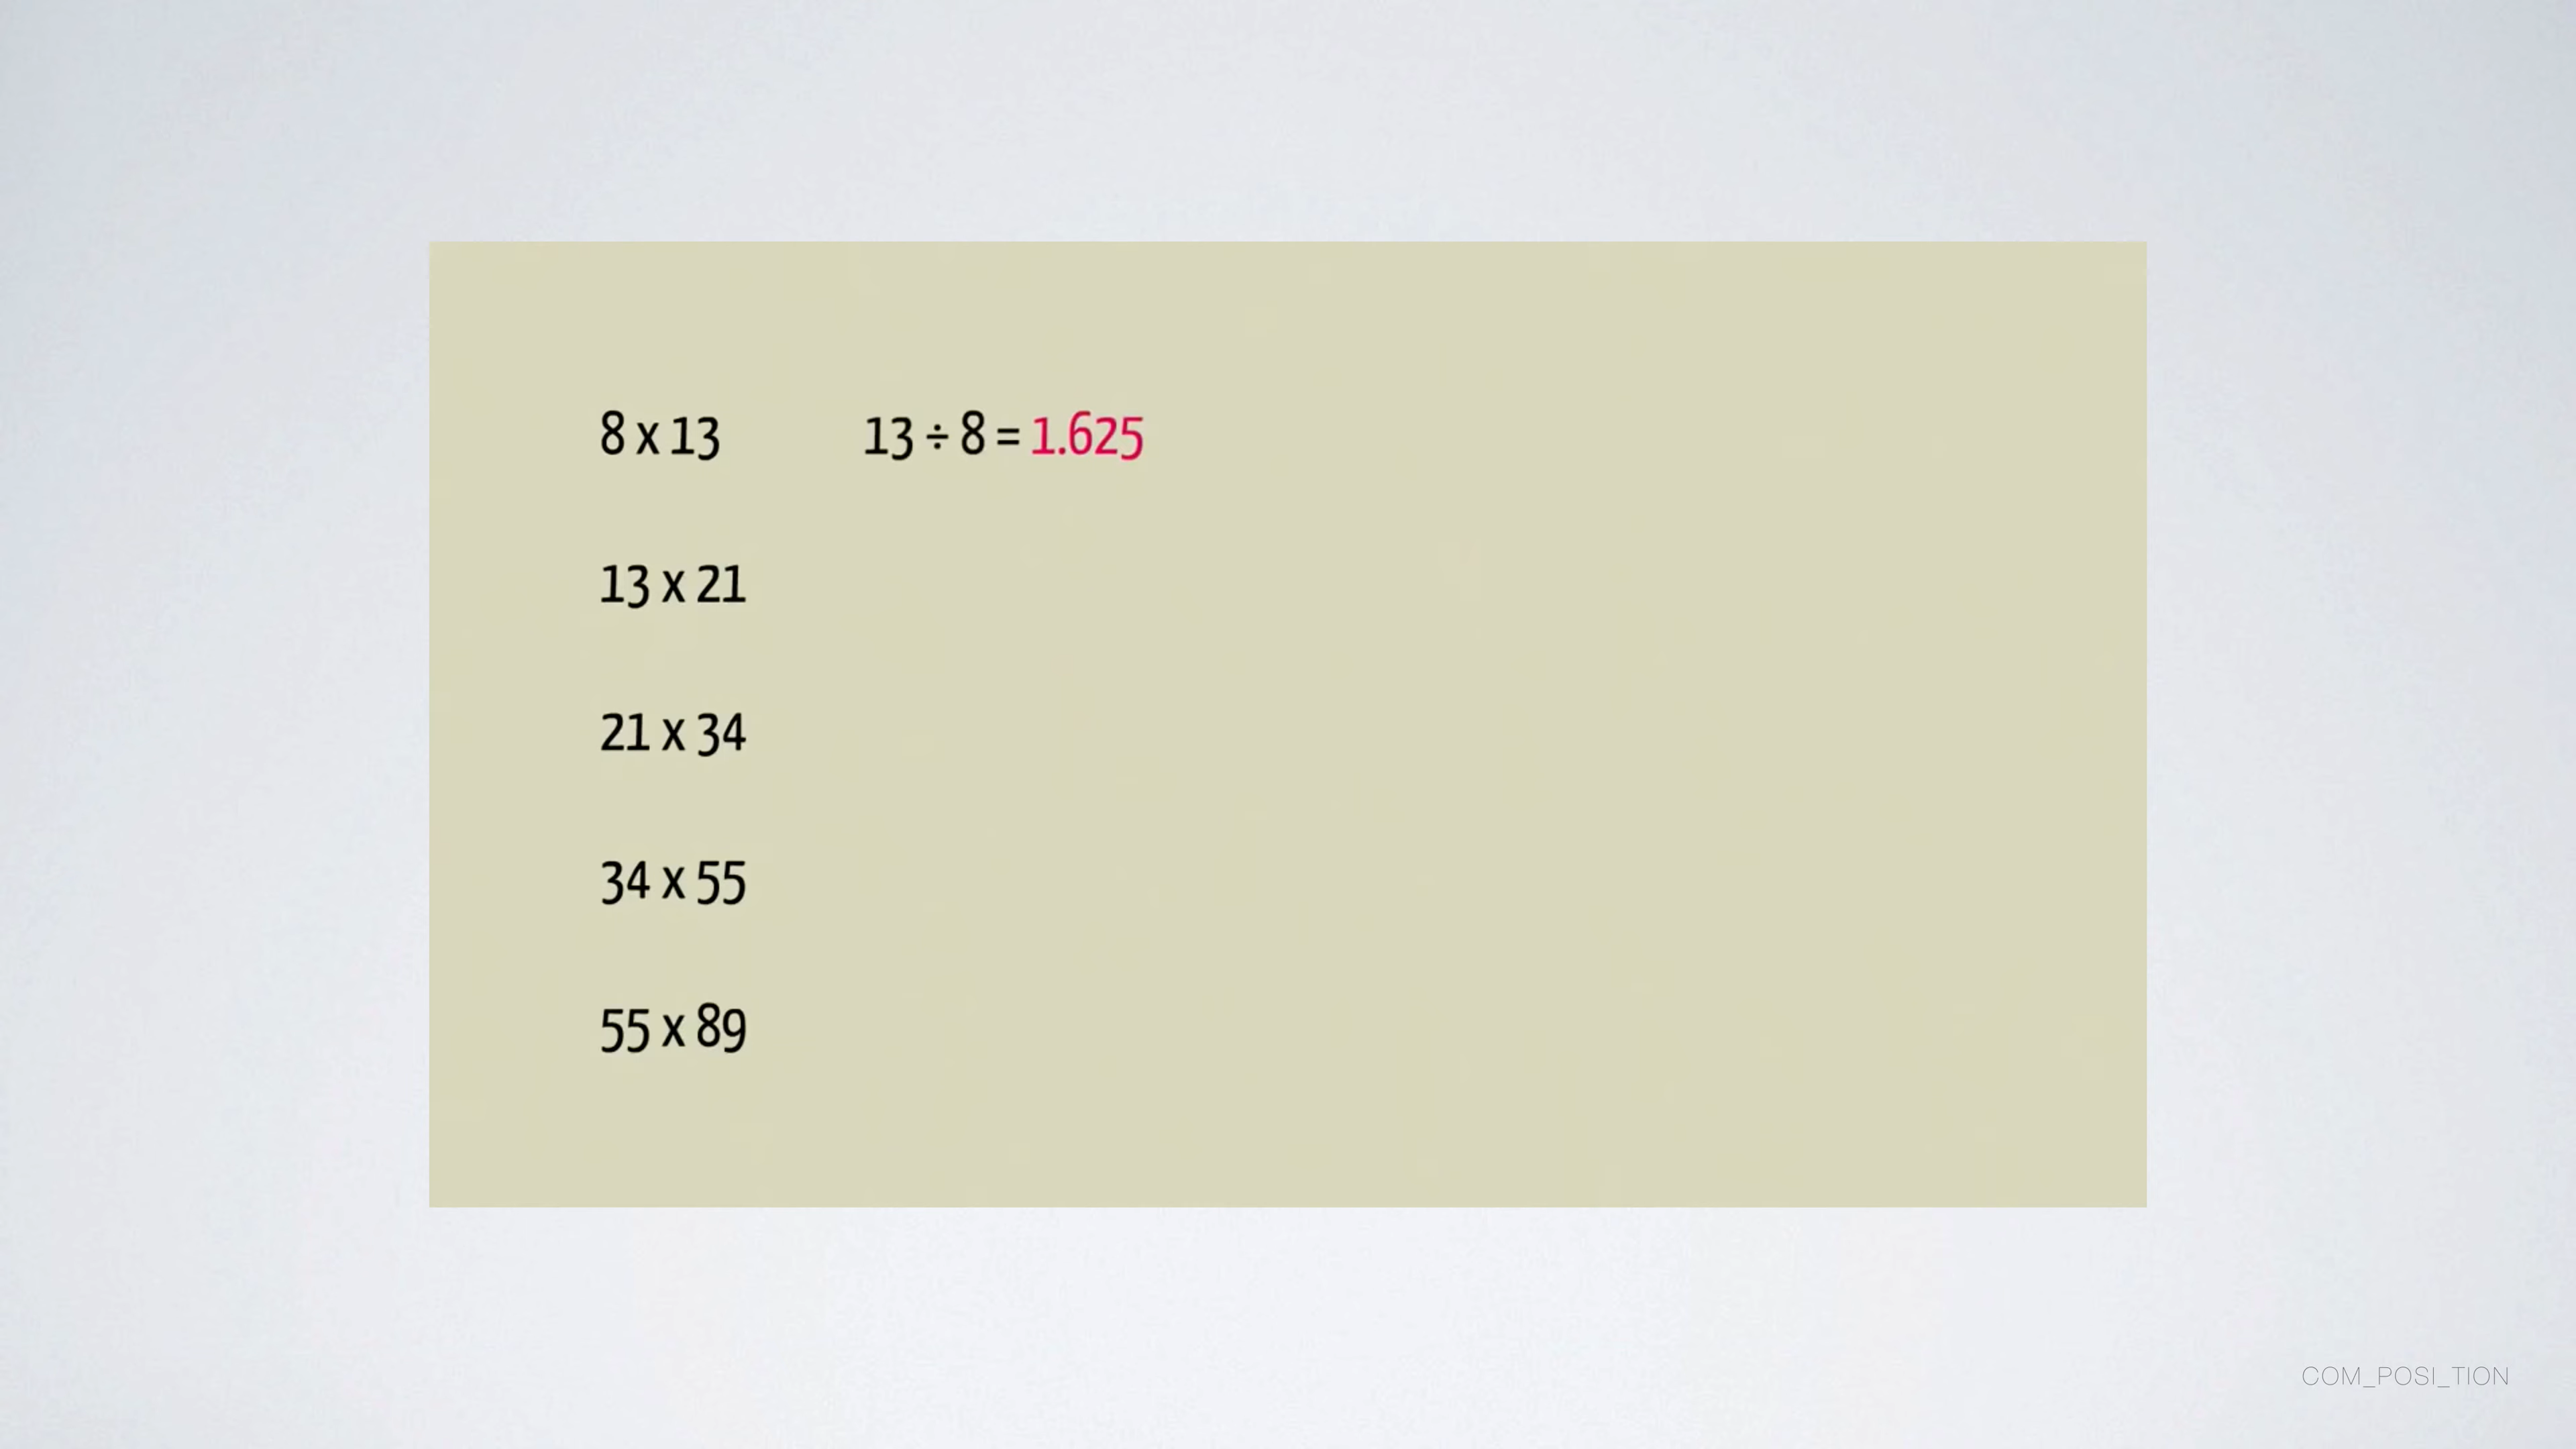 8 x 13 13 ÷ 8 = 1.625
13 x 21
21 x 34
34 x 55
55 x 89
COM_POSI_TION